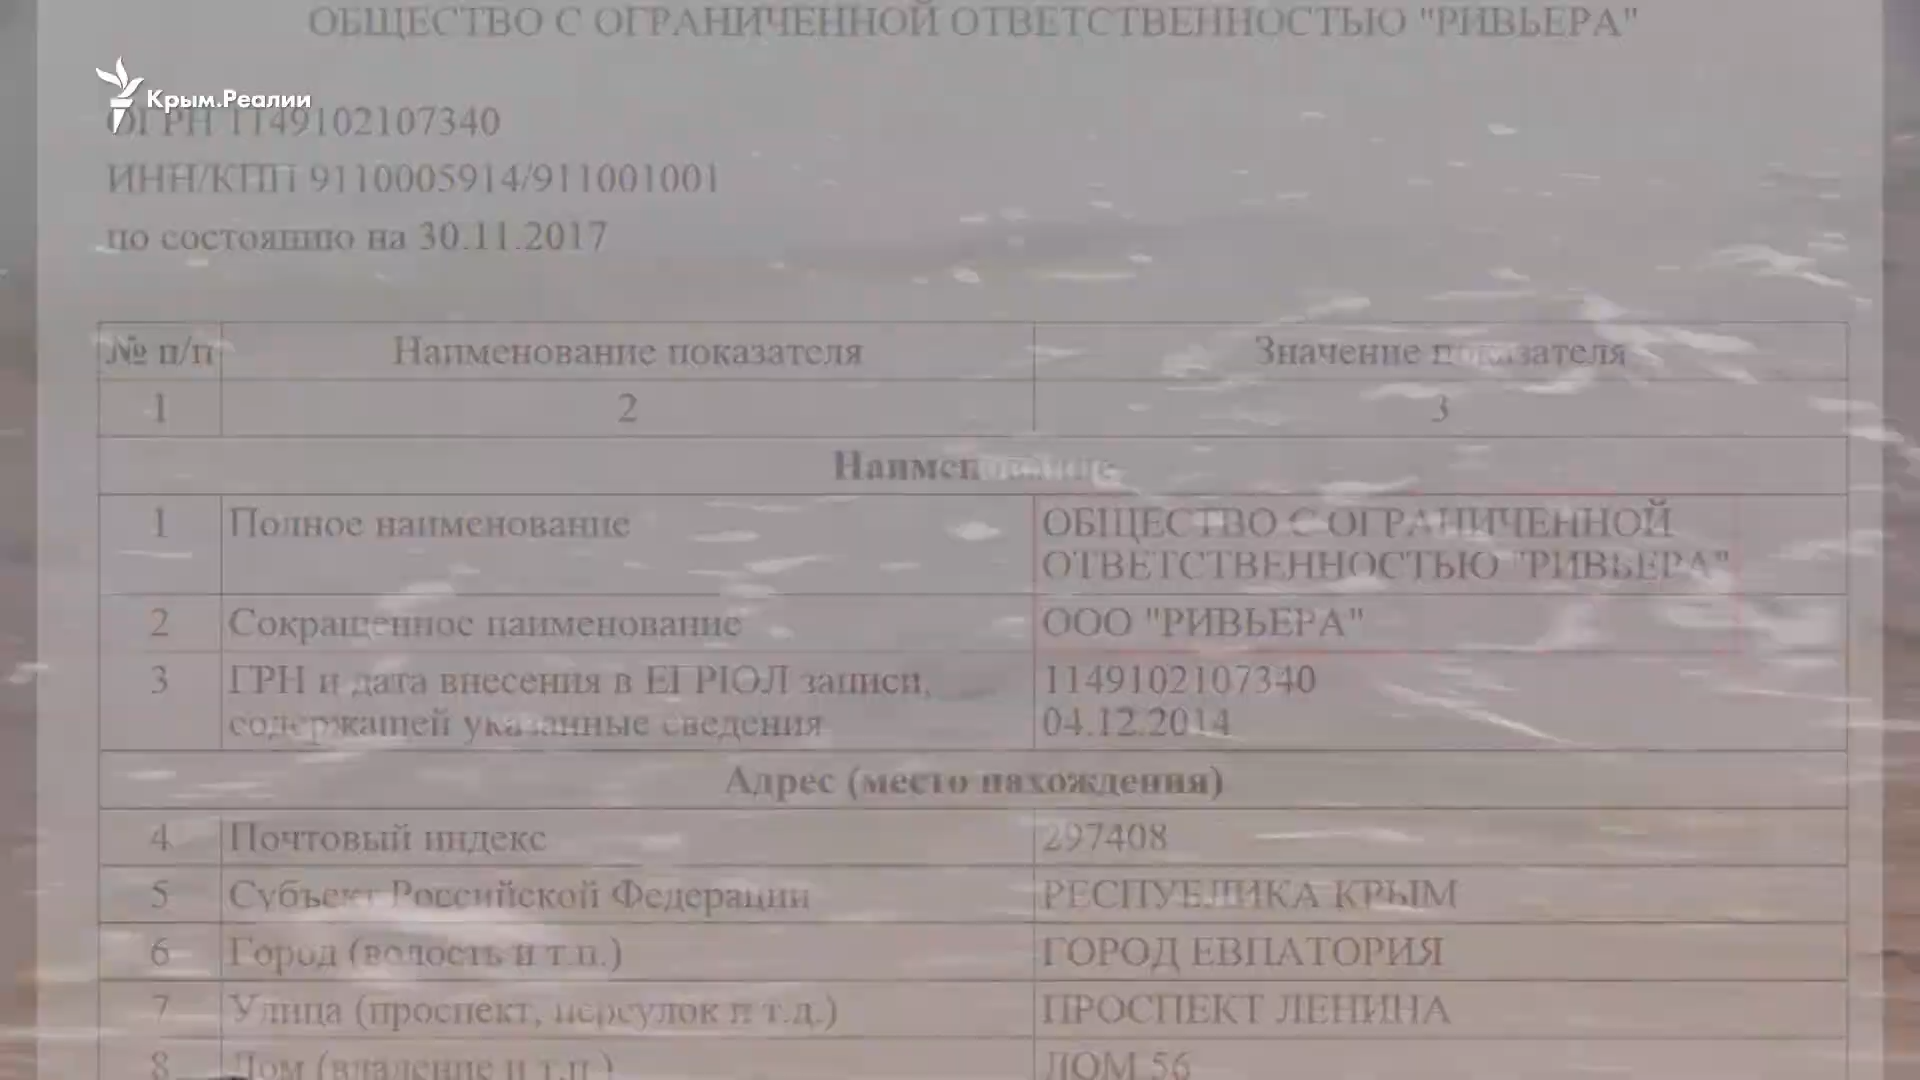 ОБЩЕСТВО С ОГРАНИЧЕННОЙ ОТВЕТСТВЕННОСТЬЮ "РИВЬЕРА"
Крым.Реалии
ОГРН 1149102107340
ИНН/КПП 9110005914/911001001
по состоянию на 30.11.2017
№ п/п Наименование показателя Значение показателя
1 2 3
Наименование
1 Полное наименование ОБЩЕСТВО С ОГРАНИЧЕННОЙ
ОТВЕТСТВЕННОСТЬЮ "РИВЬЕРА"
2 Сокращенное наименование ООО "РИВЬЕРА"
3 ГРН и дата внесения в ЕГРЮЛ записи, 1149102107340
содержащей указанные сведения 04.12.2014
Адрес (место нахождения)
4 Почтовый индекс 297408
5 Субъект Российской Федерации РЕСПУБЛИКА КРЫМ
6 Город (волость и т.п.) ГОРОД ЕВПАТОРИЯ
7 Улица (проспект, переулок и т.д.) ПРОСПЕКТ ЛЕНИНА
8 Дом (владение и т.п.) ДОМ 56